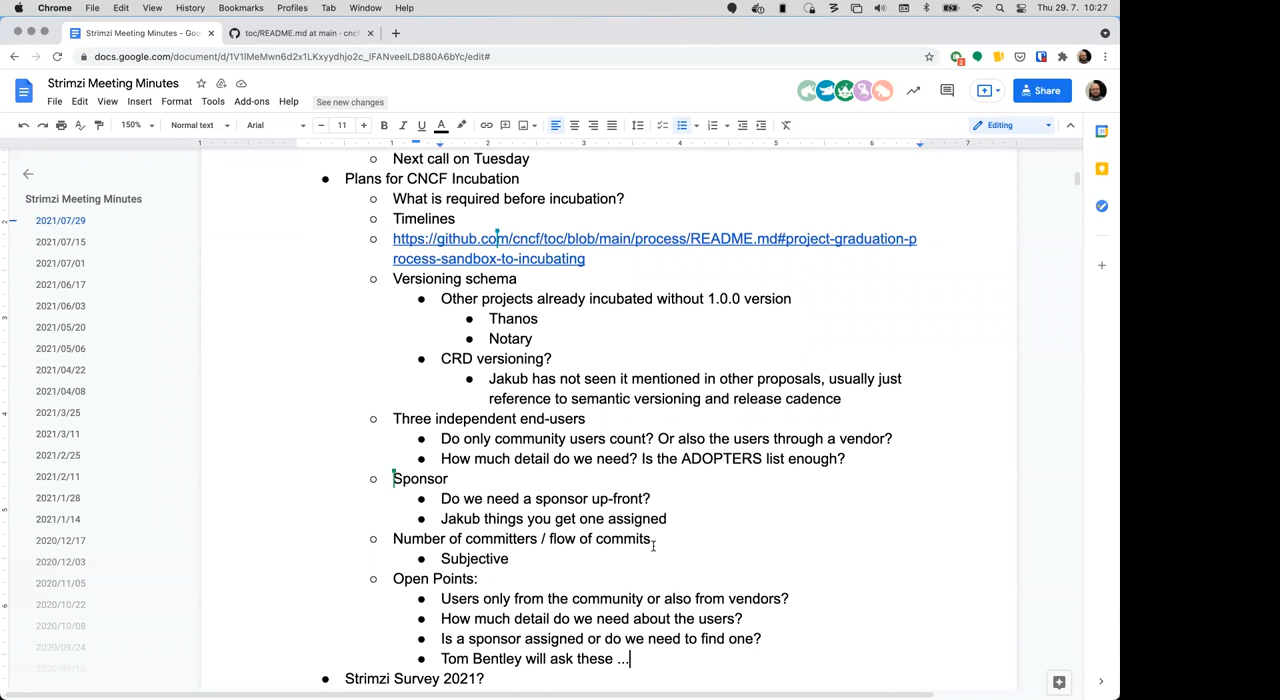 Chrome File Edit View History Bookmarks Profiles Tab Window Help Thu 29. 7. 10:27
Strimzi Meeting Minutes - Goo × toc/README.md at main · cncf ×
docs.google.com/document/d/1V1lMeMwn6d2x1LKxyydhjo2c_IFANveelLD880A6bYc/edit#
Strimzi Meeting Minutes
File Edit View Insert Format Tools Add-ons Help See new changes
Share
150% Normal text Arial 11 Editing
1 1 2 3 4 5 6 7
Next call on Tuesday
Plans for CNCF Incubation
What is required before incubation?
Timelines
https://github.com/cncf/toc/blob/main/process/README.md#project-graduation-p
rocess-sandbox-to-incubating
Versioning schema
Other projects already incubated without 1.0.0 version
Thanos
Notary
CRD versioning?
Jakub has not seen it mentioned in other proposals, usually just
reference to semantic versioning and release cadence
Three independent end-users
Do only community users count? Or also the users through a vendor?
How much detail do we need? Is the ADOPTERS list enough?
Sponsor
Do we need a sponsor up-front?
Jakub things you get one assigned
Number of committers / flow of commits
Subjective
Open Points:
Users only from the community or also from vendors?
How much detail do we need about the users?
Is a sponsor assigned or do we need to find one?
Tom Bentley will ask these ...
Strimzi Survey 2021?
Strimzi Meeting Minutes
2021/07/29
2021/07/15
2021/07/01
2021/06/17
2021/06/03
2021/05/20
2021/05/06
2021/04/22
2021/04/08
2021/3/25
2021/3/11
2021/2/25
2021/2/11
2021/1/28
2021/1/14
2020/12/17
2020/12/03
2020/11/05
2020/10/22
2020/10/08
2020/09/24
2020/09/10